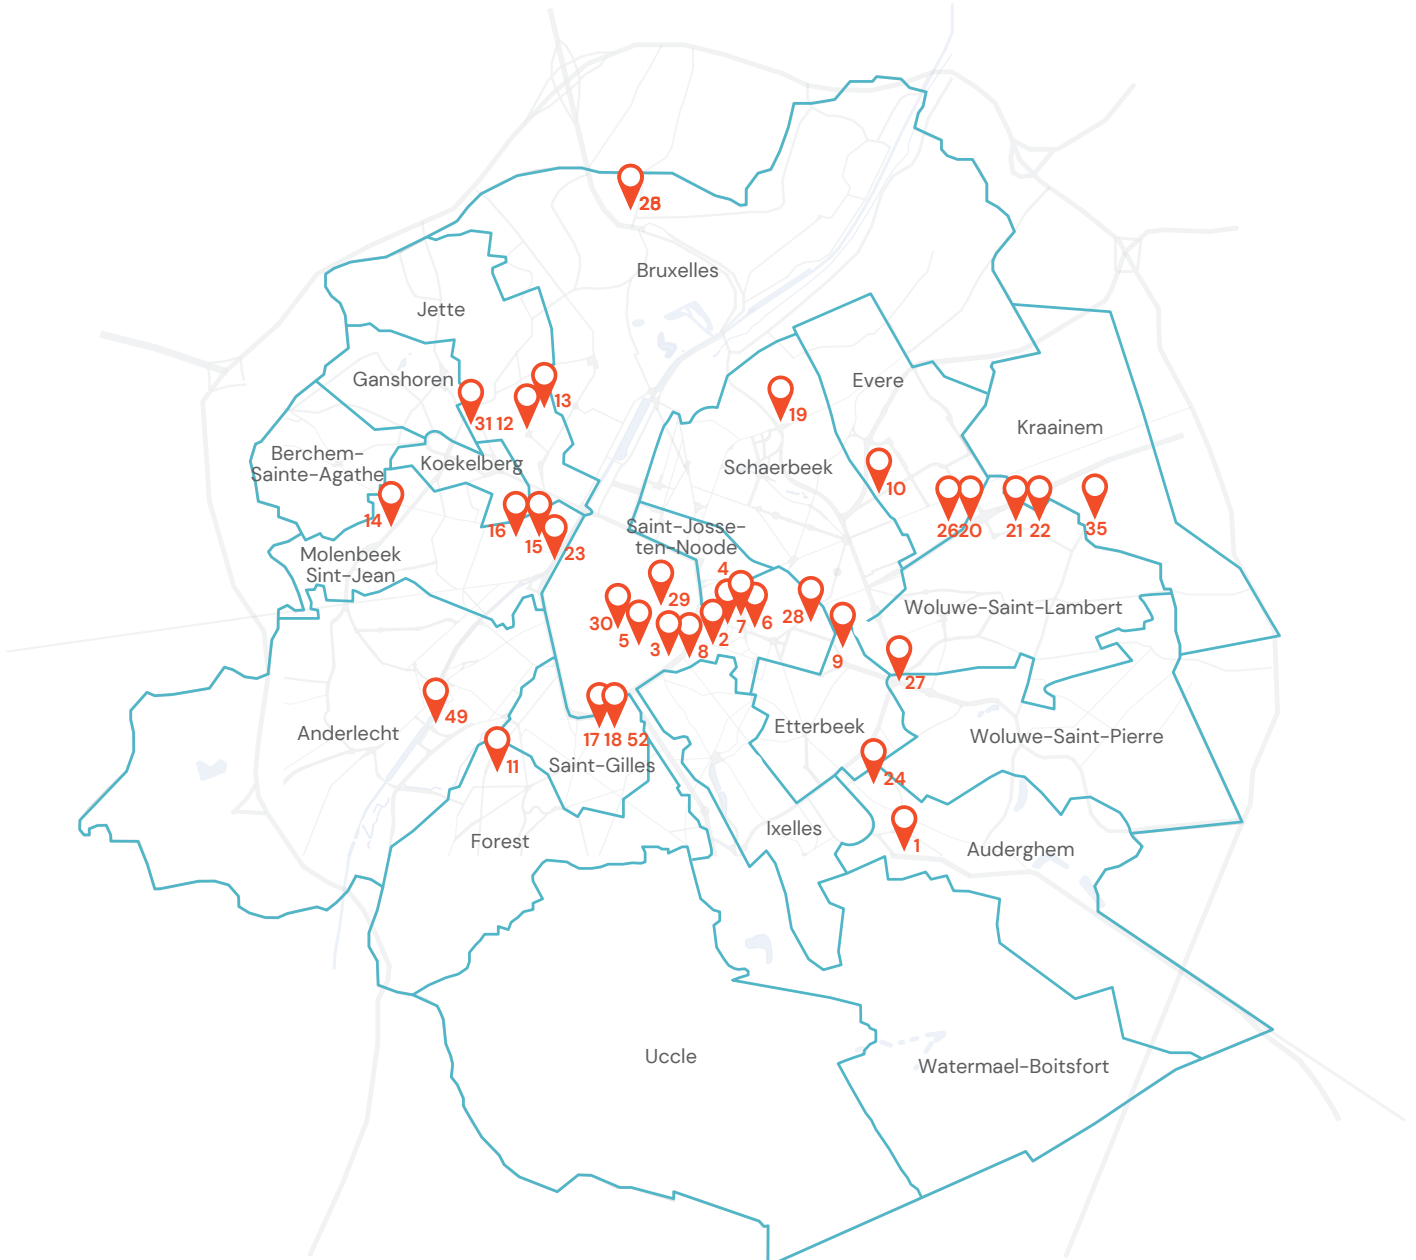 28
Bruxelles
Jette
Ganshoren
Evere
31 12
13
19
Kraainem
Berchem-
Sainte-Agathe
Koekelberg
Schaerbeek
10
14
16
15
23
26 20
21
22
35
Saint-Josse-
ten-Noode
Molenbeek
Sint-Jean
4
29
30
5
3
8
2
7
6
28
9
Woluwe-Saint-Lambert
27
49
Anderlecht
11
17 18 52
Saint-Gilles
Etterbeek
Woluwe-Saint-Pierre
24
Forest
Ixelles
1
Auderghem
Uccle
Watermael-Boitsfort